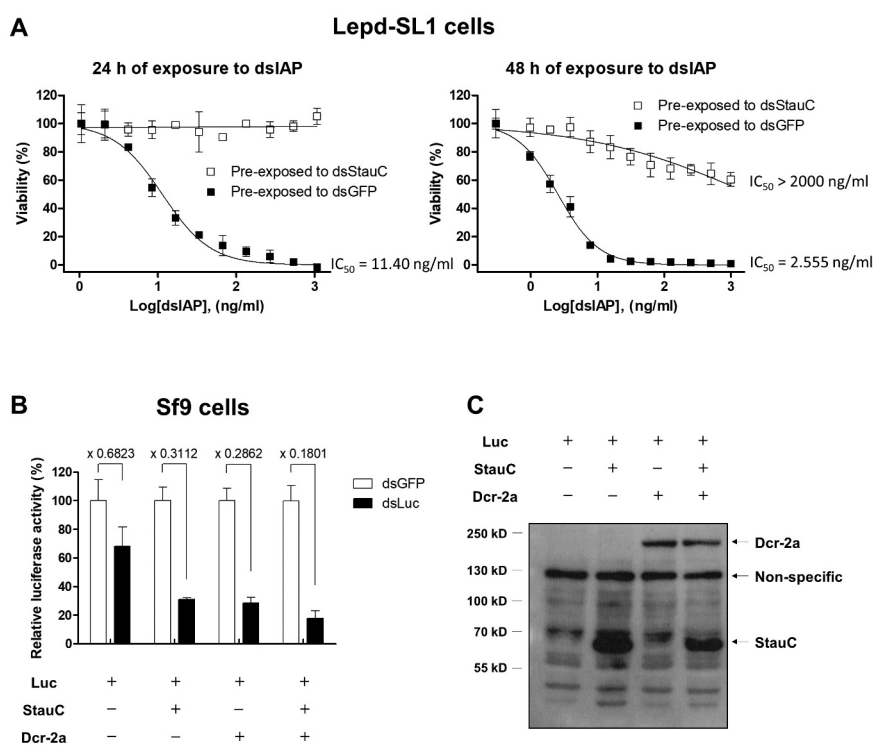 A
Lepd-SL1 cells
24 h of exposure to dsIAP
120
100
80
60
40
20
0
Viability (%)
Pre-exposed to dsStauC
Pre-exposed to dsGFP
IC50 = 11.40 ng/ml
0 1 2 3
Log[dsIAP], (ng/ml)
48 h of exposure to dsIAP
120
100
80
60
40
20
0
Viability (%)
Pre-exposed to dsStauC
Pre-exposed to dsGFP
IC50 > 2000 ng/ml
IC50 = 2.555 ng/ml
0 1 2 3
Log[dsIAP], (ng/ml)
B
Sf9 cells
x 0.6823 x 0.3112 x 0.2862 x 0.1801
120
100
80
60
40
20
0
Relative luciferase activity (%)
dsGFP
dsLuc
Luc + + + +
StauC – + – +
Dcr-2a – – + +
C
Luc + + + +
StauC – + – +
Dcr-2a – – + +
250 kD
130 kD
100 kD
70 kD
55 kD
Dcr-2a
Non-specific
StauC